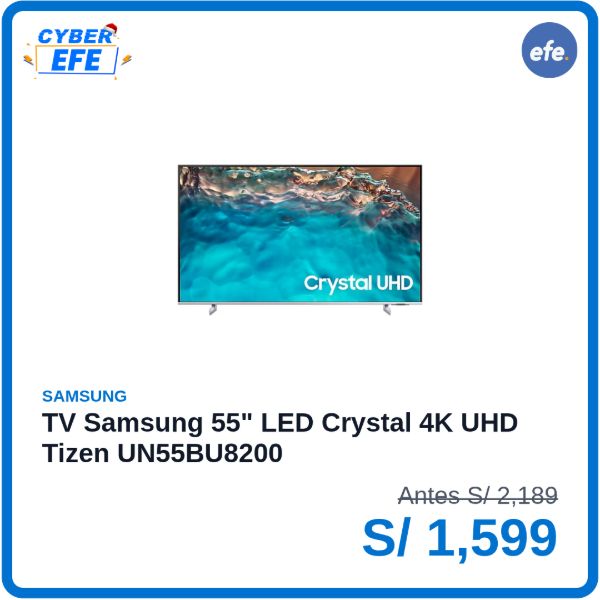 CYBER
EFE
efe.
Crystal UHD
SAMSUNG
TV Samsung 55" LED Crystal 4K UHD
Tizen UN55BU8200
Antes S/ 2,189
S/ 1,599